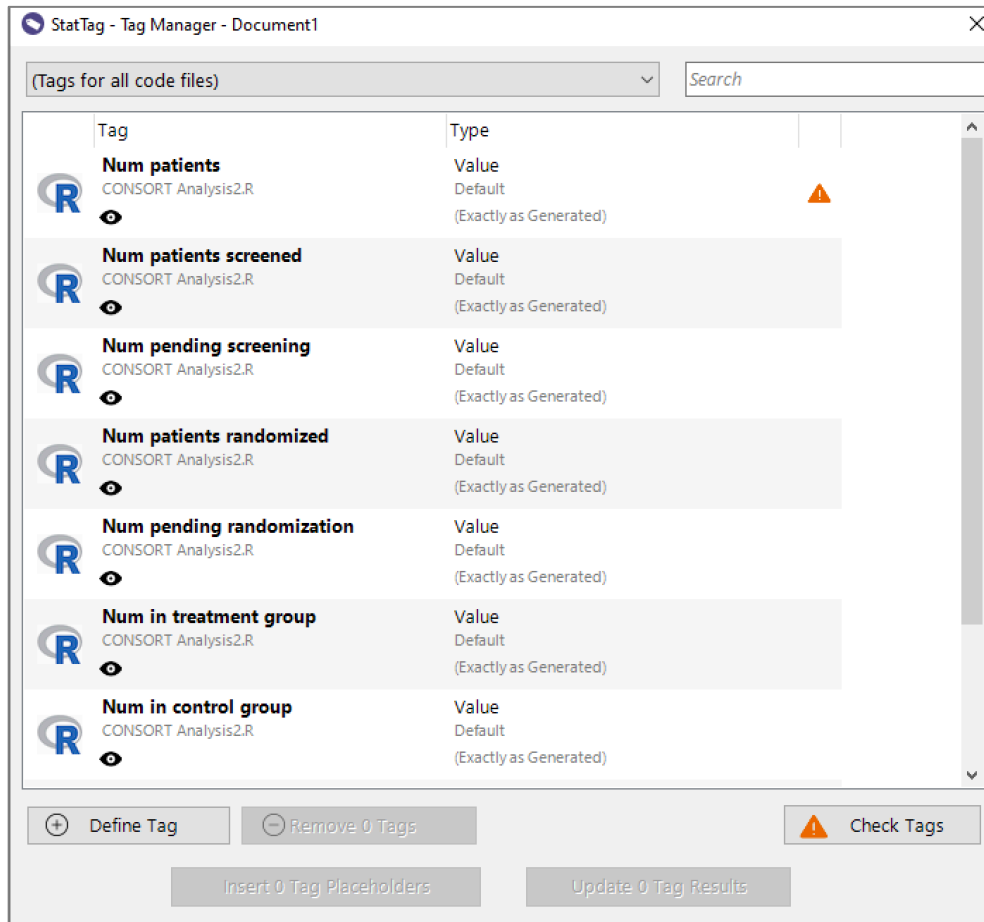 StatTag - Tag Manager - Document1
(Tags for all code files)
Search
Tag Type
Num patients Value
CONSORT Analysis2.R Default
(Exactly as Generated)
Num patients screened Value
CONSORT Analysis2.R Default
(Exactly as Generated)
Num pending screening Value
CONSORT Analysis2.R Default
(Exactly as Generated)
Num patients randomized Value
CONSORT Analysis2.R Default
(Exactly as Generated)
Num pending randomization Value
CONSORT Analysis2.R Default
(Exactly as Generated)
Num in treatment group Value
CONSORT Analysis2.R Default
(Exactly as Generated)
Num in control group Value
CONSORT Analysis2.R Default
(Exactly as Generated)
Define Tag Remove 0 Tags Check Tags
Insert 0 Tag Placeholders Update 0 Tag Results